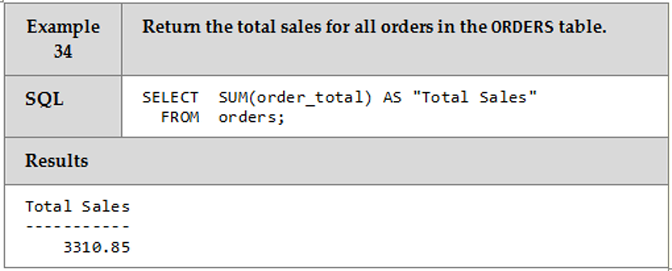 Example 34
Return the total sales for all orders in the ORDERS table.
SQL
SELECT  SUM(order_total) AS "Total Sales"
  FROM  orders;
Results
Total Sales
-----------
    3310.85